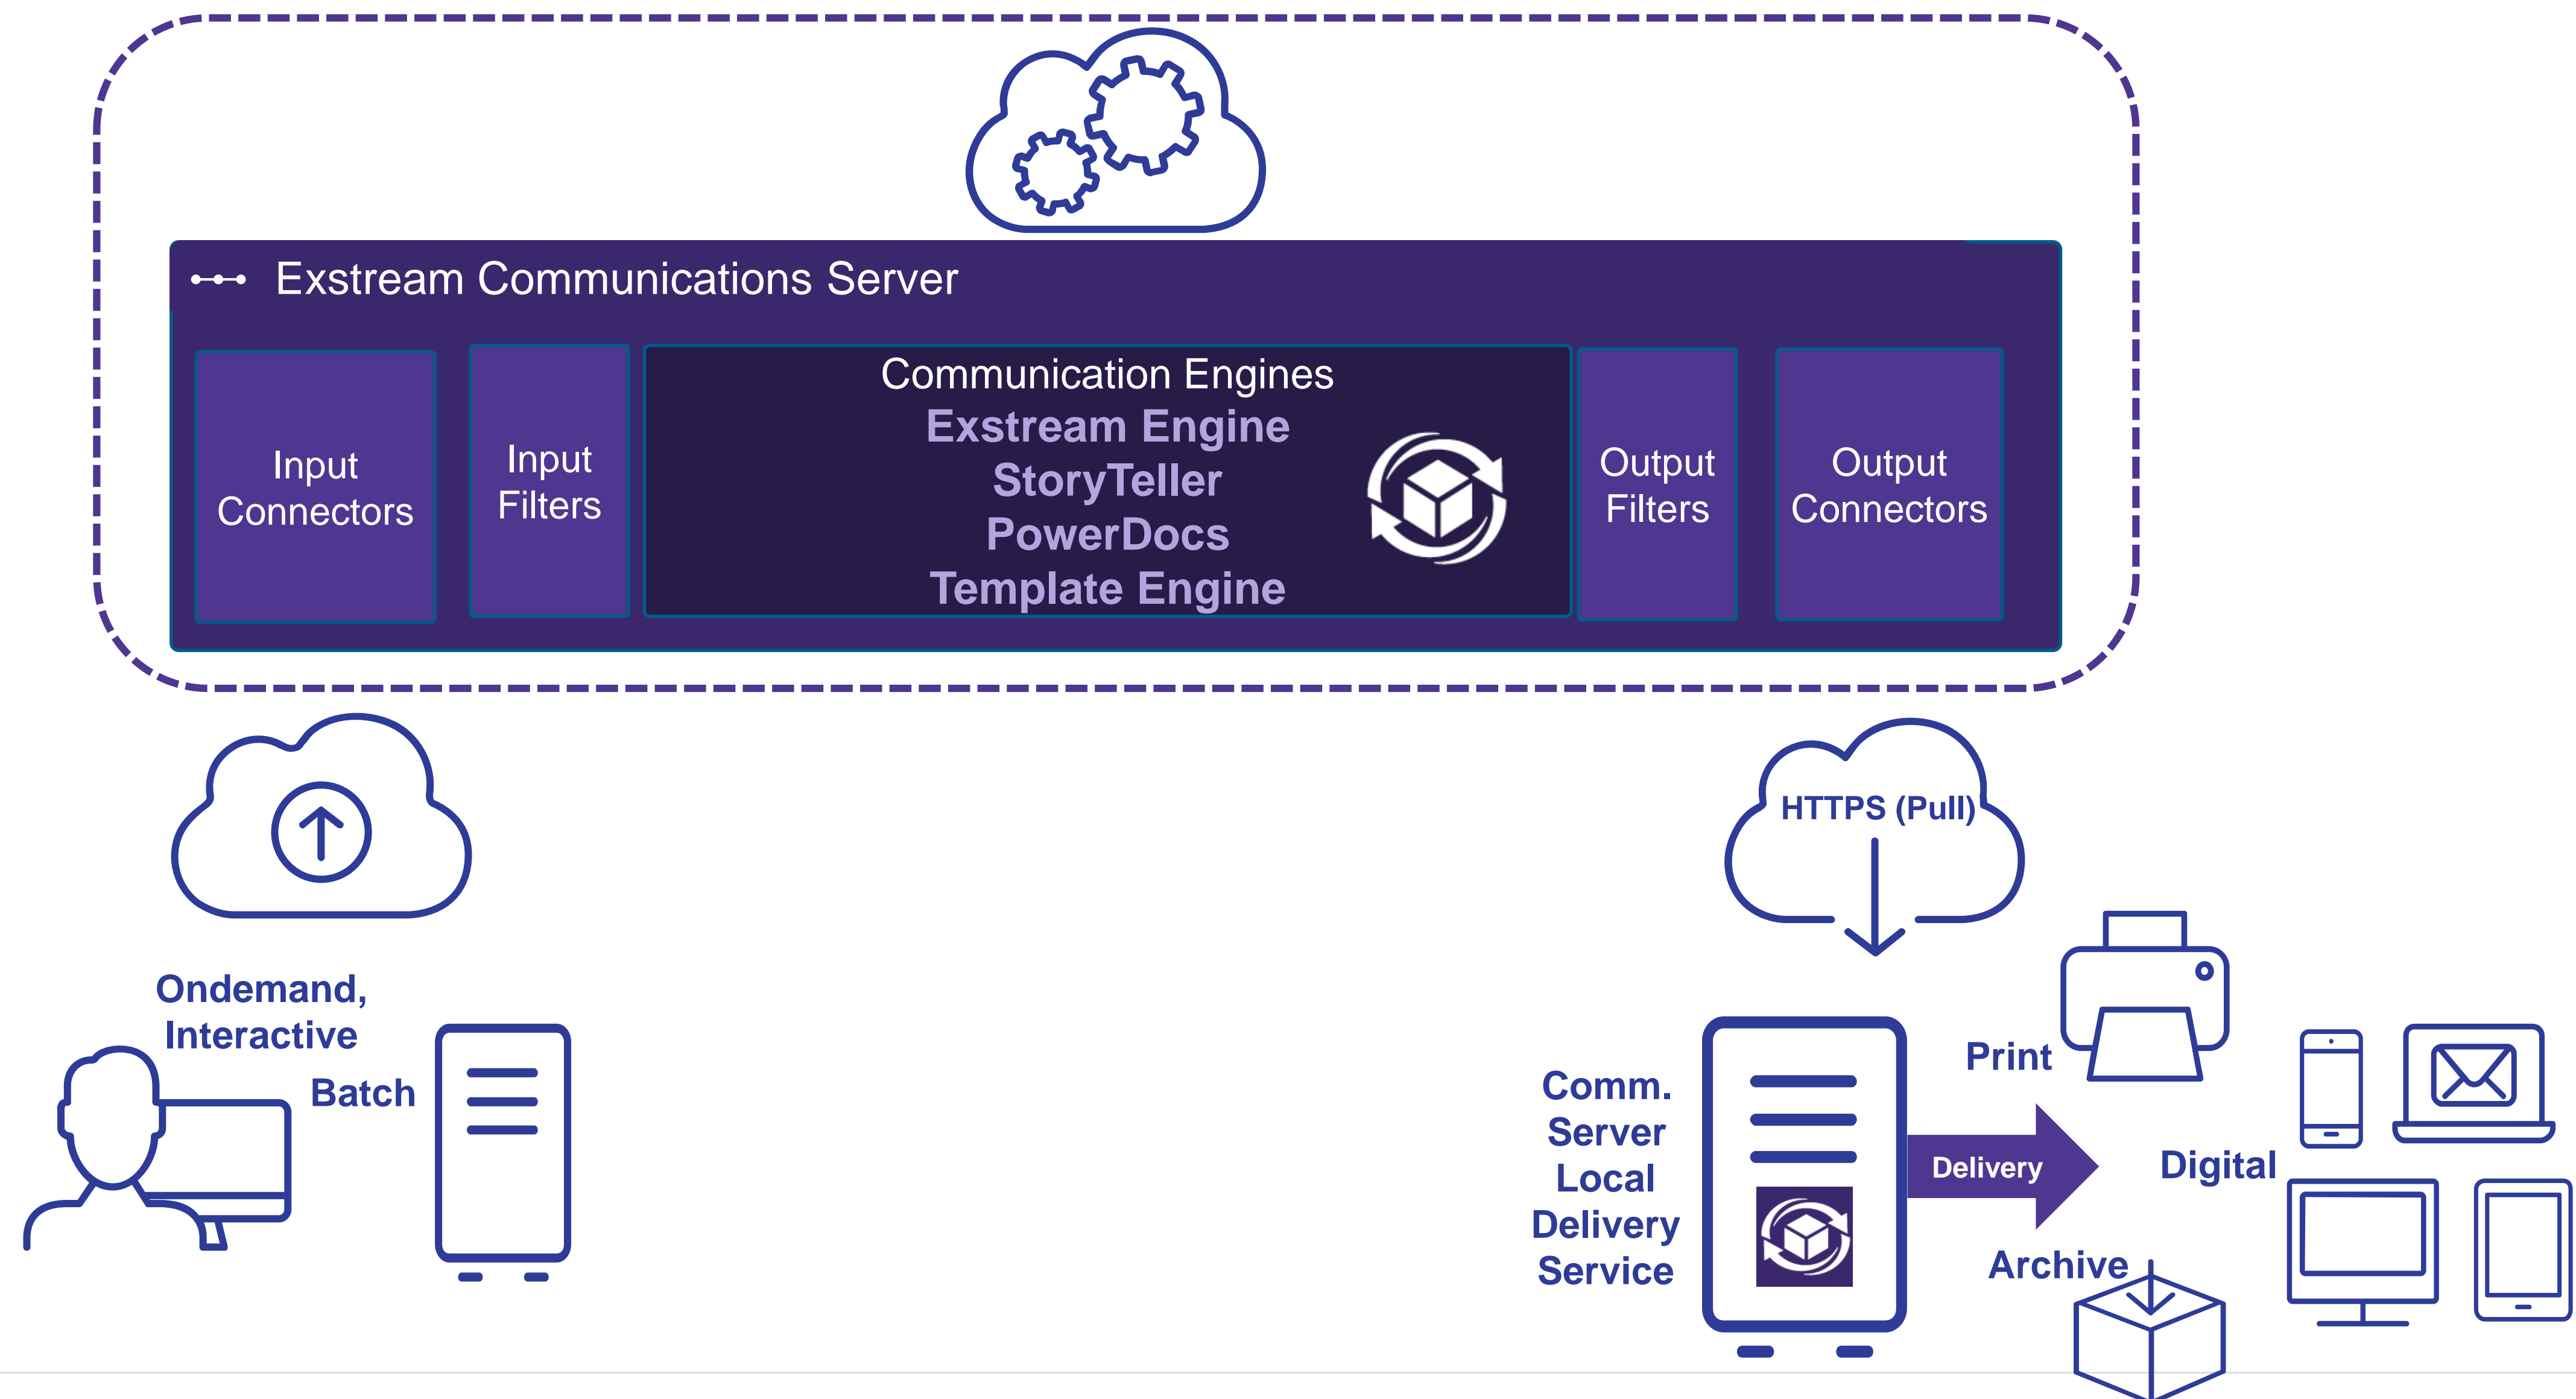 Exstream Communications Server
Input
Connectors
Input
Filters
Communication Engines
Exstream Engine
StoryTeller
PowerDocs
Template Engine
Output
Filters
Output
Connectors
HTTPS (Pull)
Ondemand,
Interactive
Batch
Comm.
Server
Local
Delivery
Service
Delivery
Print
Digital
Archive